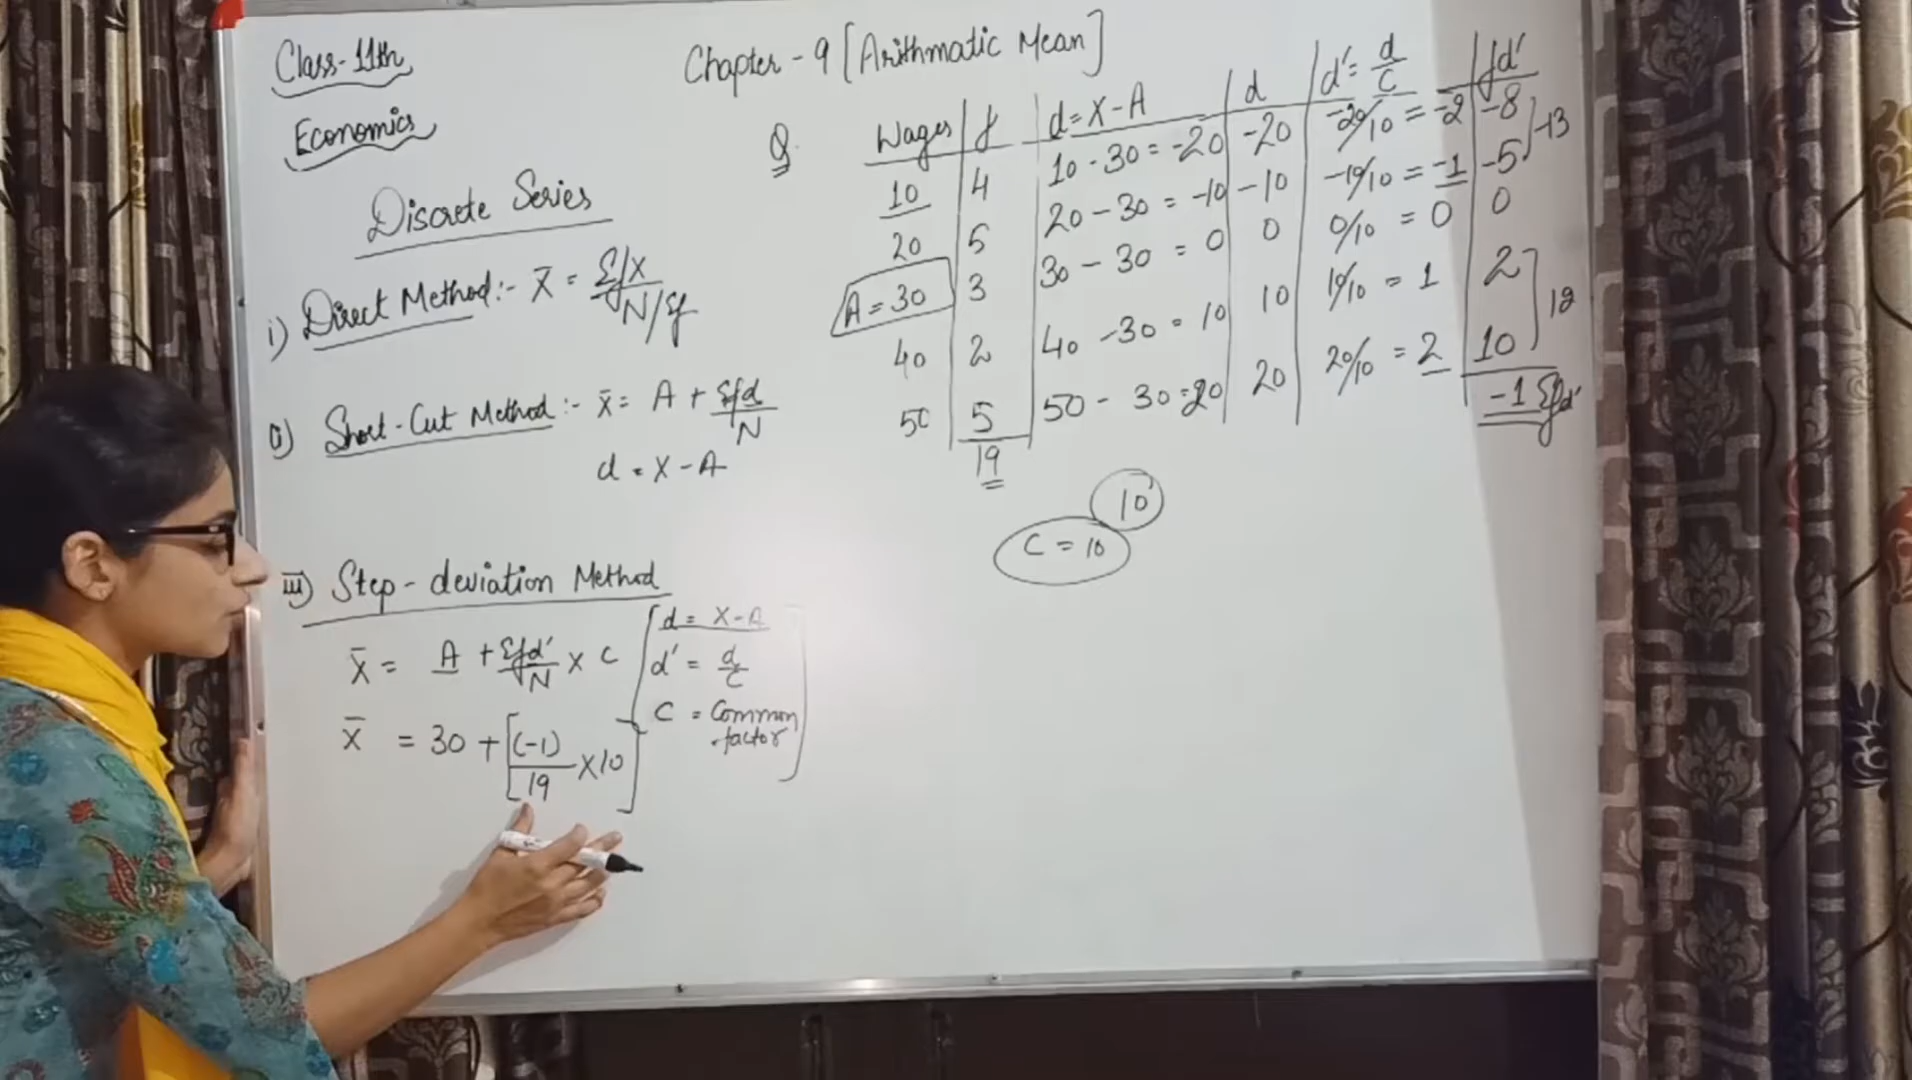 Class-11th
Economics
Chapter - 9 [Arithmatic Mean]
Discrete Series
i) Direct Method:- X̄ = ΣfX / N/Σf
ii) Short-Cut Method:- x̄ = A + Σfd / N
d = X - A
iii) Step-deviation Method
X̄ = A + Σfd' / N X C
d = X - A
d' = d / C
C = Common factor
X̄ = 30 + [(-1) / 19 X 10]
Q.
Wages | f | d = X - A | d | d' = d / C | fd'
10 | 4 | 10 - 30 = -20 | -20 | -20/10 = -2 | -8
20 | 5 | 20 - 30 = -10 | -10 | -10/10 = -1 | -5
-13
A = 30 | 3 | 30 - 30 = 0 | 0 | 0/10 = 0 | 0
40 | 2 | 40 - 30 = 10 | 10 | 10/10 = 1 | 2
50 | 5 | 50 - 30 = 20 | 20 | 20/10 = 2 | 10
12
19
-1 Σfd'
10
C = 10